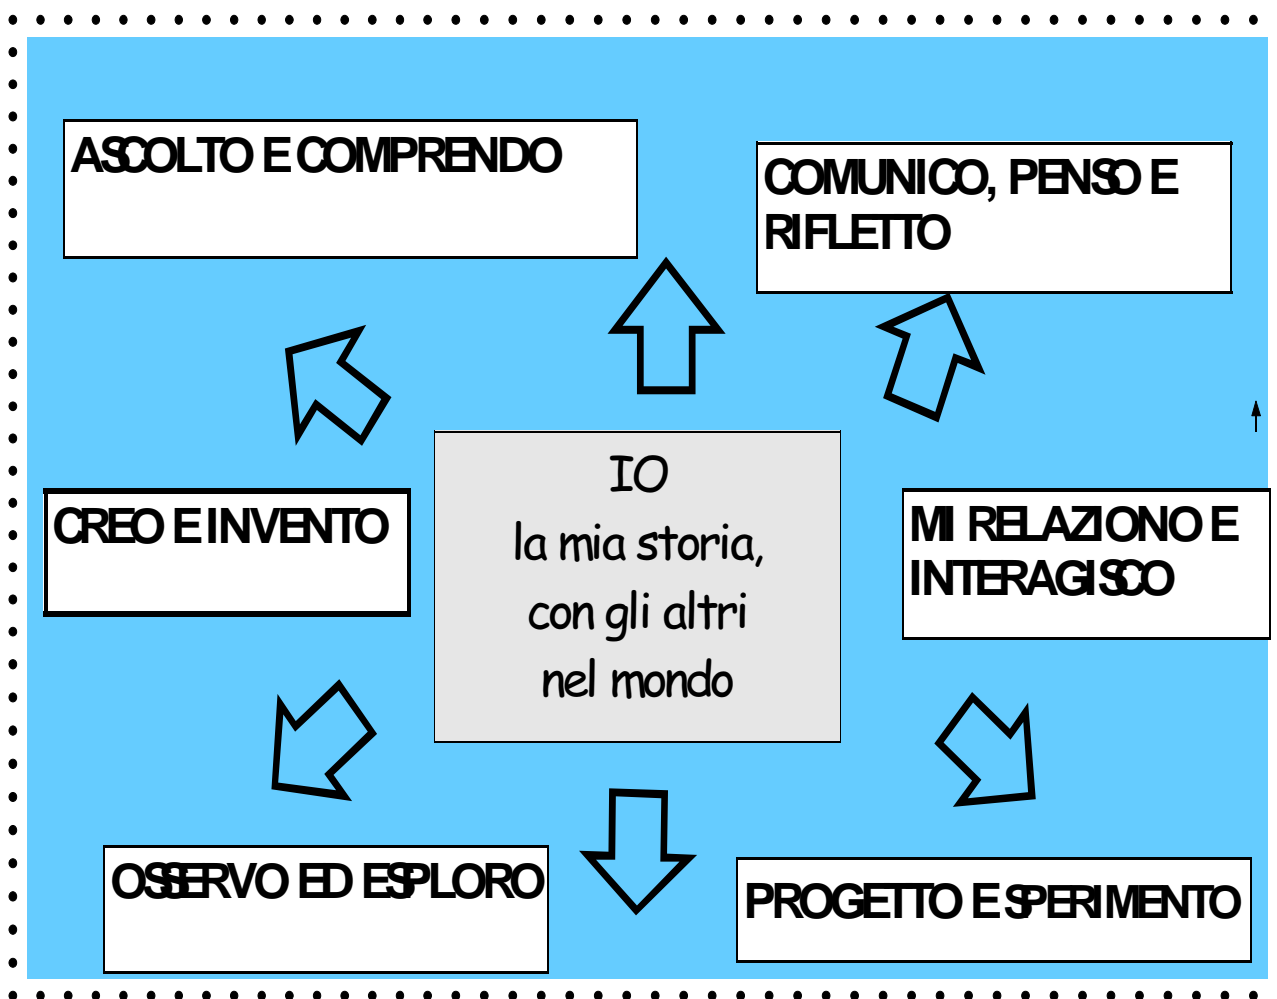 ASCOLTO E COMPRENDO
COMUNICO, PENSO E
RIFLETTO
CREO E INVENTO
IO
la mia storia,
con gli altri
nel mondo
MI RELAZIONO E
INTERAGISCO
OSSERVO ED ESPLORO
PROGETTO E SPERIMENTO